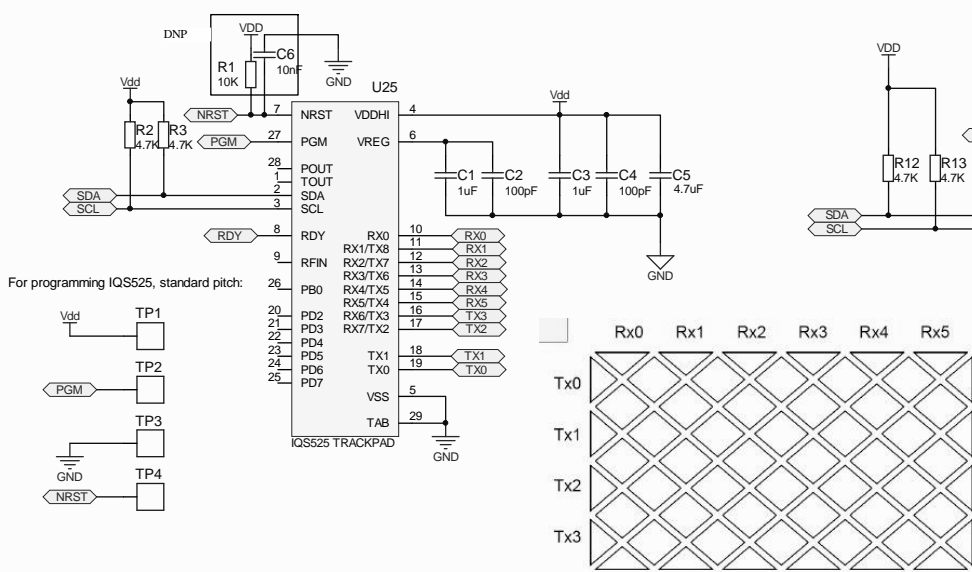 DNP
VDD
C6
10nF
R1
10K
GND
U25
Vdd
R2
4.7K
R3
4.7K
NRST
7
NRST
VDDHI
4
Vdd
PGM
27
PGM
VREG
6
28
POUT
1
TOUT
SDA
2
SDA
SCL
3
SCL
RDY
8
RDY
9
RFIN
26
PB0
20
PD2
21
PD3
22
PD4
23
PD5
24
PD6
25
PD7
C1
1uF
C2
100pF
C3
1uF
C4
100pF
C5
4.7uF
GND
RX0
10
RX0
RX1/TX8
11
RX1
RX2/TX7
12
RX2
RX3/TX6
13
RX3
RX4/TX5
14
RX4
RX5/TX4
15
RX5
RX6/TX3
16
TX3
RX7/TX2
17
TX2
TX1
18
TX1
TX0
19
TX0
VSS
5
TAB
29
GND
IQS525 TRACKPAD
For programming IQS525, standard pitch:
Vdd
TP1
PGM
TP2
GND
TP3
NRST
TP4
VDD
R12
4.7K
R13
4.7K
SDA
SCL
Rx0 Rx1 Rx2 Rx3 Rx4 Rx5
Tx0
Tx1
Tx2
Tx3